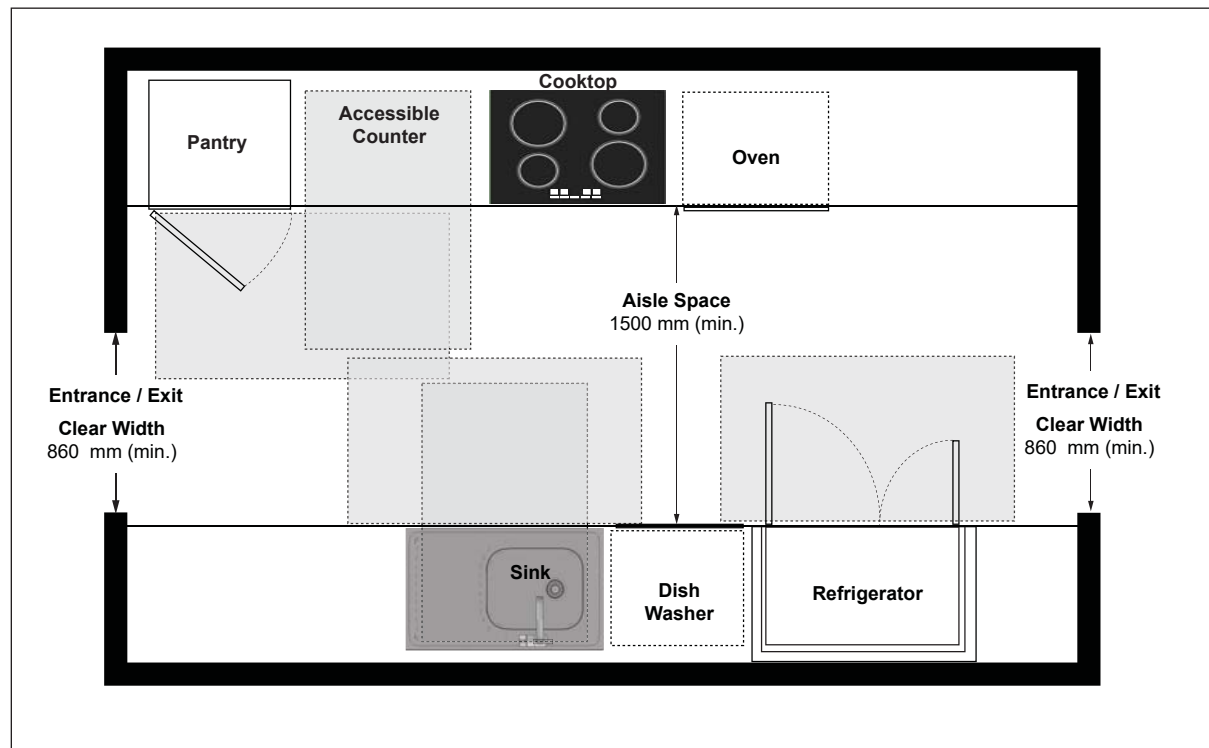 Cooktop
Accessible
Counter
Pantry
Oven
Aisle Space
1500 mm (min.)
Entrance / Exit
Clear Width
860 mm (min.)
Entrance / Exit
Clear Width
860 mm (min.)
Sink
Dish
Washer
Refrigerator